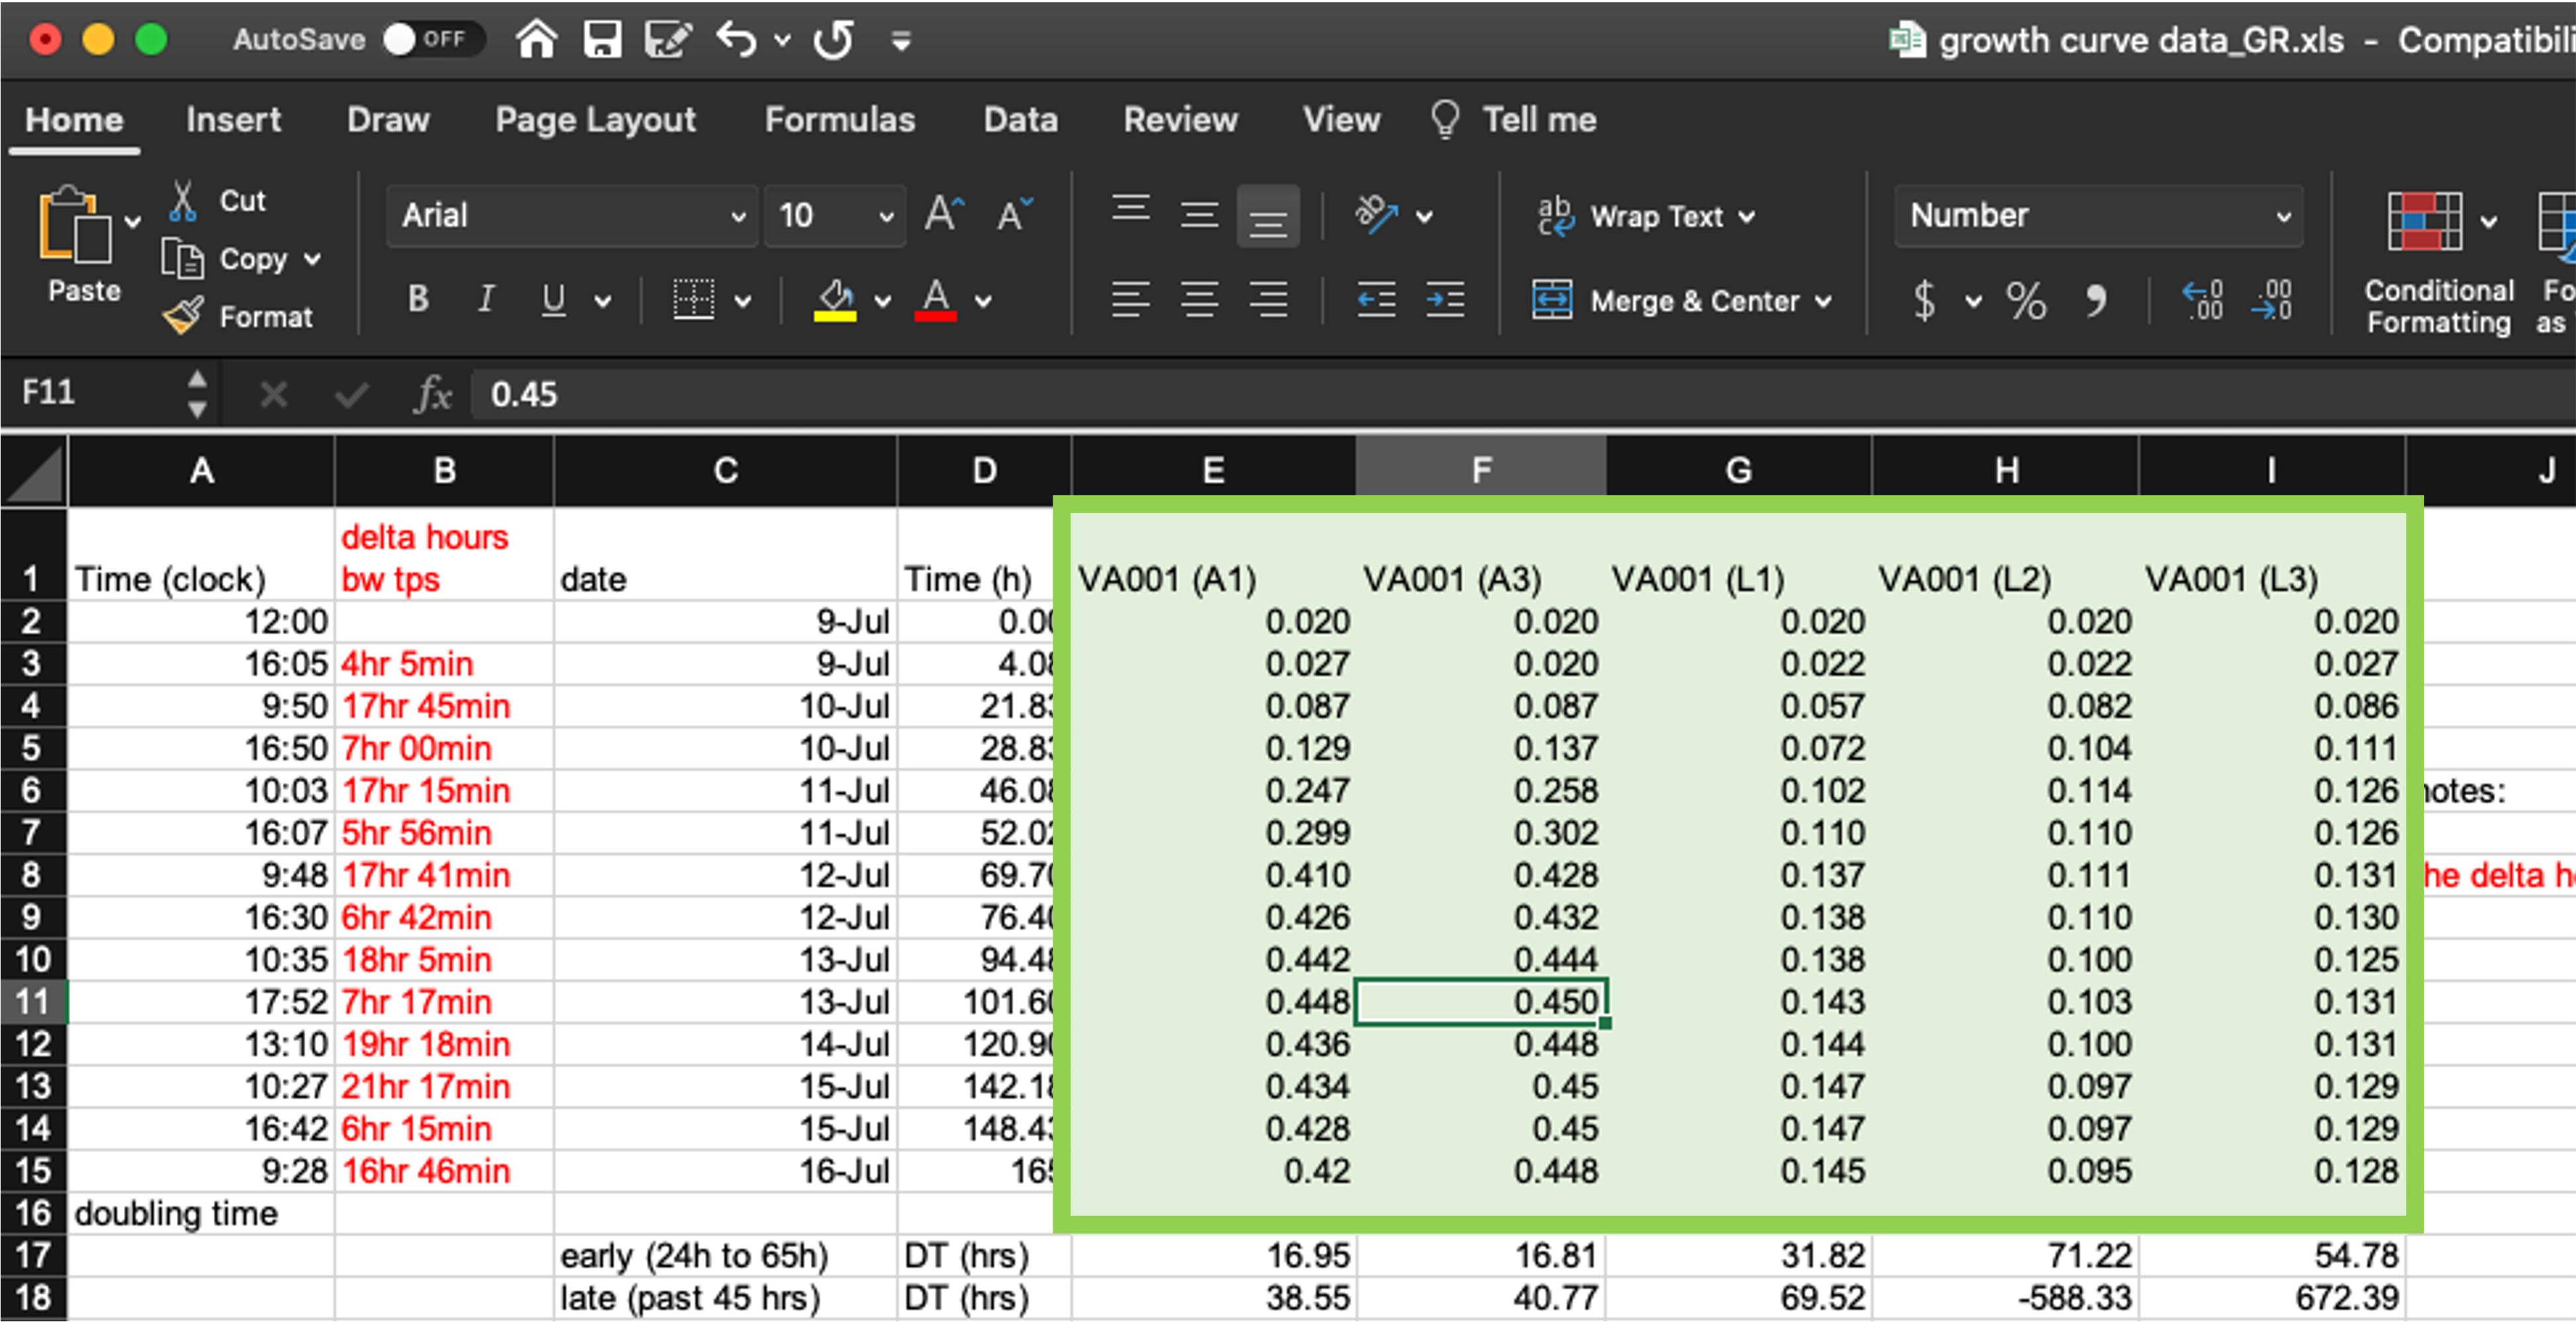 AutoSave OFF growth curve data_GR.xls - Compatibili
Home Insert Draw Page Layout Formulas Data Review View Tell me
Paste Cut Copy Format
Arial 10 A A
B I U A
ab Wrap Text
Merge & Center
Number
$ % 9 .0 .00 .00 .0
Conditional Formatting
Fo
as
F11 fx 0.45
A B C D E F G H I J
1 Time (clock) delta hours bw tps date Time (h) VA001 (A1) VA001 (A3) VA001 (L1) VA001 (L2) VA001 (L3)
2 12:00 9-Jul 0.00 0.020 0.020 0.020 0.020 0.020
3 16:05 4hr 5min 9-Jul 4.08 0.027 0.020 0.022 0.022 0.027
4 9:50 17hr 45min 10-Jul 21.83 0.087 0.087 0.057 0.082 0.086
5 16:50 7hr 00min 10-Jul 28.83 0.129 0.137 0.072 0.104 0.111
6 10:03 17hr 15min 11-Jul 46.08 0.247 0.258 0.102 0.114 0.126 notes:
7 16:07 5hr 56min 11-Jul 52.02 0.299 0.302 0.110 0.110 0.126
8 9:48 17hr 41min 12-Jul 69.70 0.410 0.428 0.137 0.111 0.131 he delta h
9 16:30 6hr 42min 12-Jul 76.40 0.426 0.432 0.138 0.110 0.130
10 10:35 18hr 5min 13-Jul 94.48 0.442 0.444 0.138 0.100 0.125
11 17:52 7hr 17min 13-Jul 101.60 0.448 0.450 0.143 0.103 0.131
12 13:10 19hr 18min 14-Jul 120.90 0.436 0.448 0.144 0.100 0.131
13 10:27 21hr 17min 15-Jul 142.18 0.434 0.45 0.147 0.097 0.129
14 16:42 6hr 15min 15-Jul 148.43 0.428 0.45 0.147 0.097 0.129
15 9:28 16hr 46min 16-Jul 165 0.42 0.448 0.145 0.095 0.128
16 doubling time
17 early (24h to 65h) DT (hrs) 16.95 16.81 31.82 71.22 54.78
18 late (past 45 hrs) DT (hrs) 38.55 40.77 69.52 -588.33 672.39